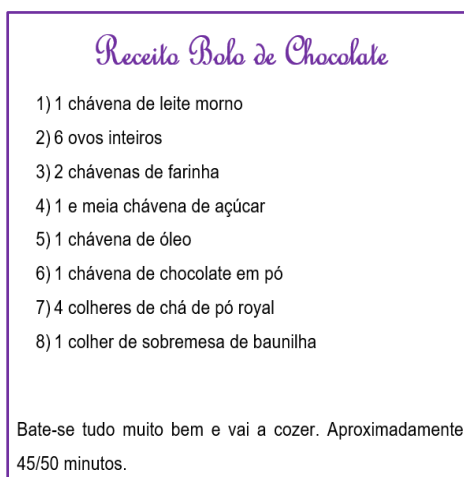 Receita Bolo de Chocolate
1) 1 chávena de leite morno
2) 6 ovos inteiros
3) 2 chávenas de farinha
4) 1 e meia chávena de açúcar
5) 1 chávena de óleo
6) 1 chávena de chocolate em pó
7) 4 colheres de chá de pó royal
8) 1 colher de sobremesa de baunilha
Bate-se tudo muito bem e vai a cozer. Aproximadamente
45/50 minutos.